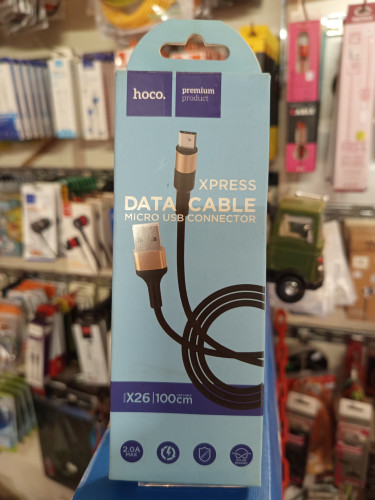 hoco.
premium
product
XPRESS
DATA CABLE
MICRO USB CONNECTOR
X26 100cm
2.0A
MAX